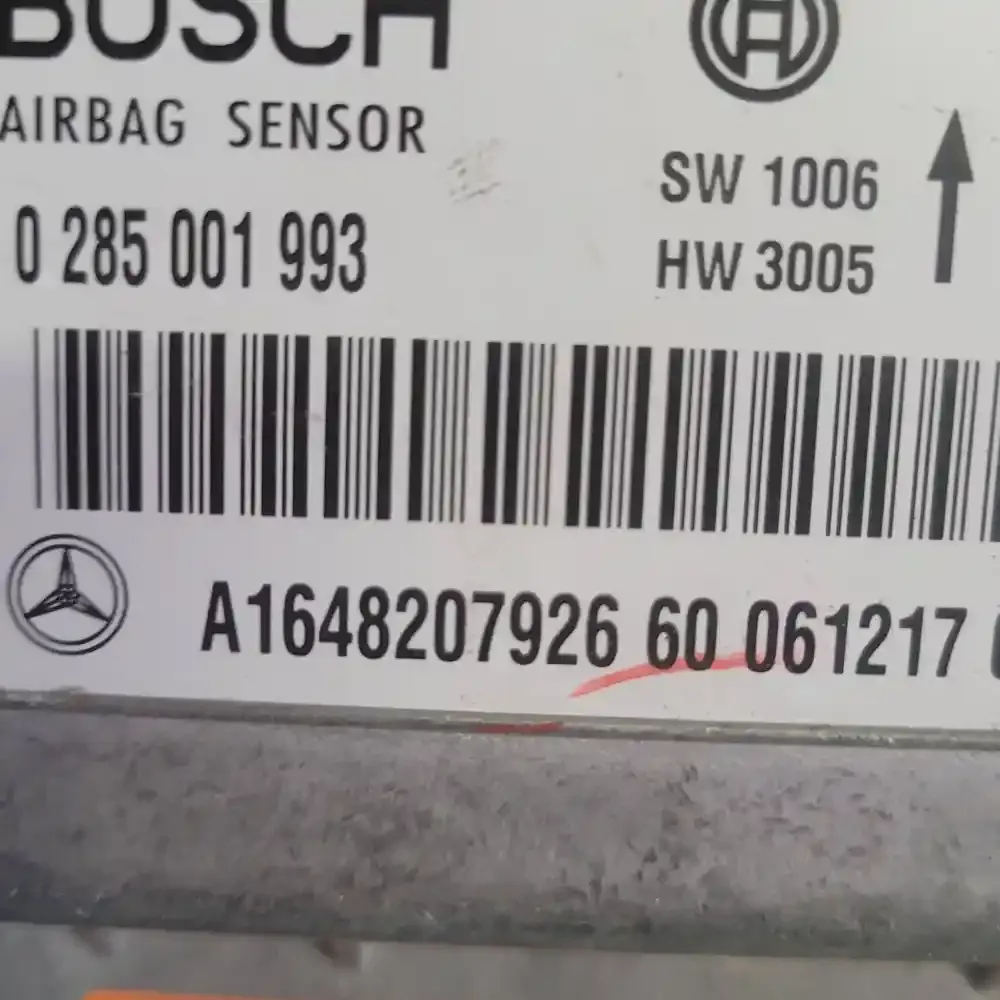 BOSCH
AIRBAG SENSOR
SW 1006
0 285 001 993
HW 3005
A1648207926 60 061217